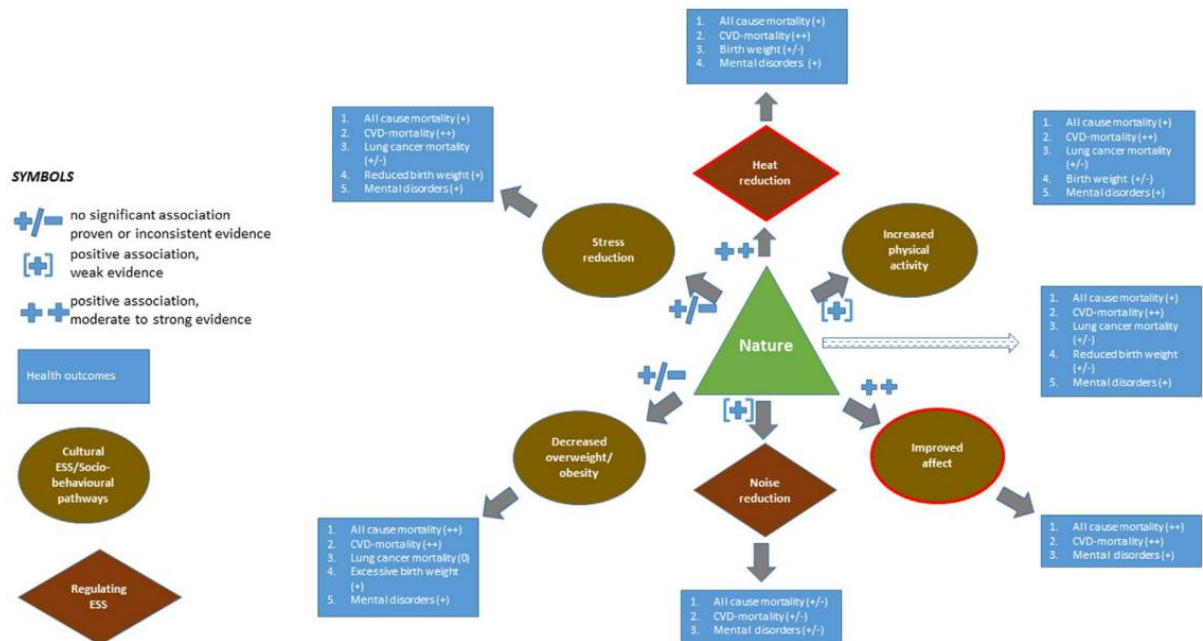 1. All cause mortality (+)
2. CVD-mortality (++)
3. Birth weight (+/-)
4. Mental disorders (+)
1. All cause mortality (+)
2. CVD-mortality (++)
3. Lung cancer mortality
(+/-)
4. Reduced birth weight (+)
5. Mental disorders (+)
1. All cause mortality (+)
2. CVD-mortality (++)
3. Lung cancer mortality
(+/-)
4. Birth weight (+/-)
5. Mental disorders (+)
SYMBOLS
+/- no significant association
proven or inconsistent evidence
[+] positive association,
weak evidence
++ positive association,
moderate to strong evidence
Health outcomes
Cultural
ESS/Socio-
behavioural
pathways
Regulating
ESS
Heat
reduction
Stress
reduction
Increased
physical
activity
++
+/-
[+]
Nature
1. All cause mortality (+)
2. CVD-mortality (++)
3. Lung cancer mortality
(+/-)
4. Reduced birth weight
(+/-)
5. Mental disorders (+)
+/-
[+]
++
Decreased
overweight/
obesity
Noise
reduction
Improved
affect
1. All cause mortality (++)
2. CVD-mortality (++)
3. Lung cancer mortality (0)
4. Excessive birth weight
(+)
5. Mental disorders (+)
1. All cause mortality (+/-)
2. CVD-mortality (+/-)
3. Mental disorders (+/-)
1. All cause mortality (++)
2. CVD-mortality (++)
3. Mental disorders (+)